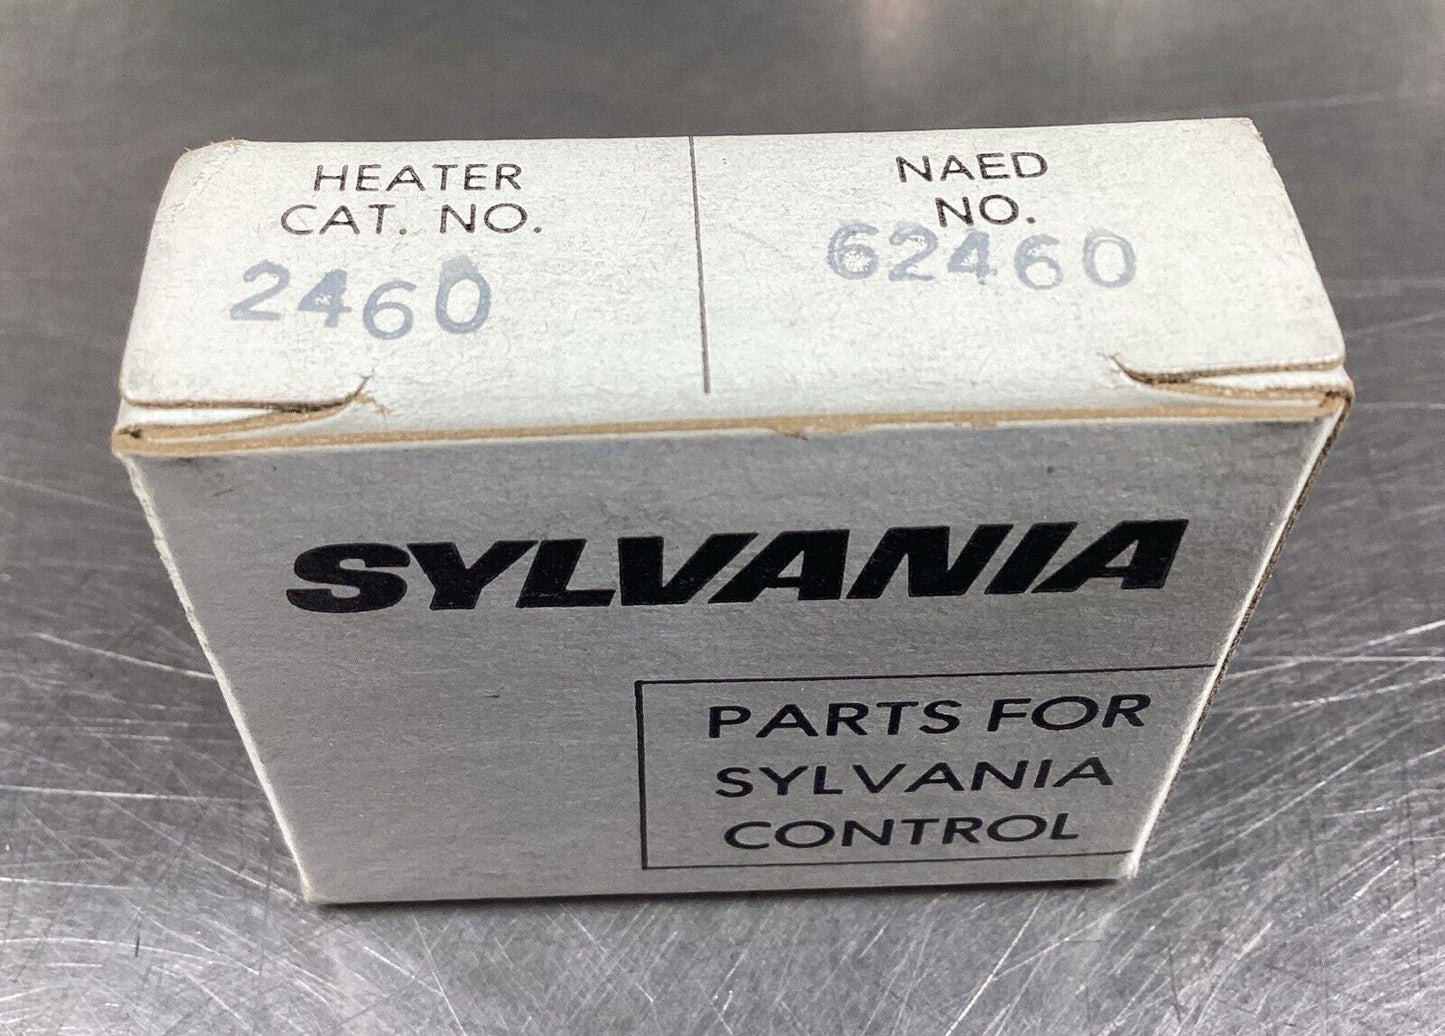 HEATER
CAT. NO.
2460
NAED
NO.
62460
SYLVANIA
PARTS FOR
SYLVANIA
CONTROL